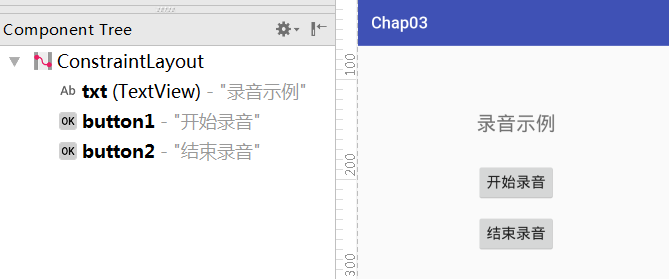 Component Tree
ConstraintLayout
Ab txt (TextView) - "录音示例"
OK button1 - "开始录音"
OK button2 - "结束录音"
100
200
300
Chap03
录音示例
开始录音
结束录音